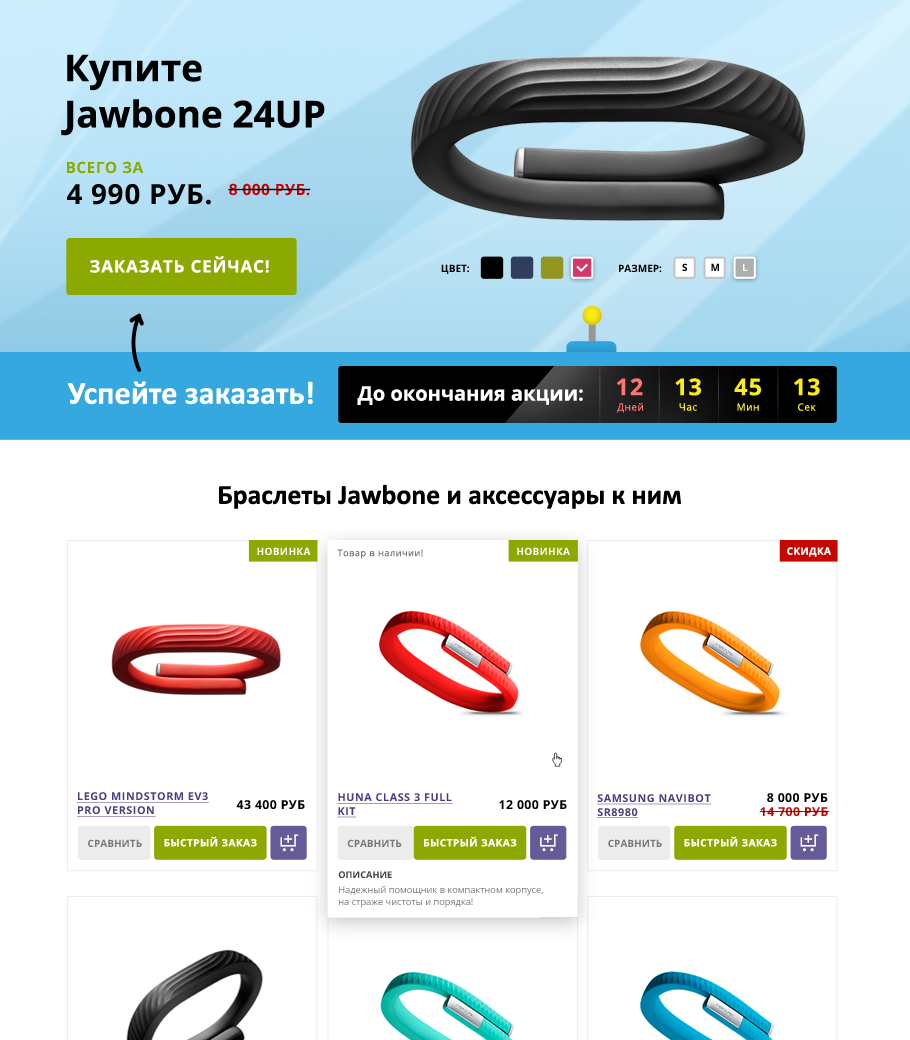 Купите
Jawbone 24UP
ВСЕГО ЗА
4 990 РУБ. 8 000 РУБ.
ЗАКАЗАТЬ СЕЙЧАС!
ЦВЕТ: РАЗМЕР: S M L
Успейте заказать!
До окончания акции: 12 13 45 13
Дней Час Мин Сек
Браслеты Jawbone и аксессуары к ним
НОВИНКА
Товар в наличии! НОВИНКА
СКИДКА
LEGO MINDSTORM EV3
PRO VERSION
43 400 РУБ
СРАВНИТЬ БЫСТРЫЙ ЗАКАЗ
HUNA CLASS 3 FULL
KIT
12 000 РУБ
СРАВНИТЬ БЫСТРЫЙ ЗАКАЗ
ОПИСАНИЕ
Надежный помощник в компактном корпусе,
на страже чистоты и порядка!
SAMSUNG NAVIBOT
SR8980
8 000 РУБ
14 700 РУБ
СРАВНИТЬ БЫСТРЫЙ ЗАКАЗ